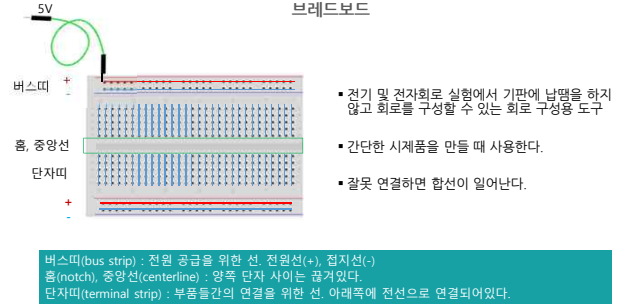 브레드보드
5V
버스띠
+
-
▪ 전기 및 전자회로 실험에서 기판에 납땜을 하지
않고 회로를 구성할 수 있는 회로 구성용 도구
홈, 중앙선
▪ 간단한 시제품을 만들 때 사용한다.
단자띠
▪ 잘못 연결하면 합선이 일어난다.
+
-
버스띠(bus strip) : 전원 공급을 위한 선. 전원선(+), 접지선(-)
홈(notch), 중앙선(centerline) : 양쪽 단자 사이는 끊겨있다.
단자띠(terminal strip) : 부품들간의 연결을 위한 선. 아래쪽에 전선으로 연결되어있다.